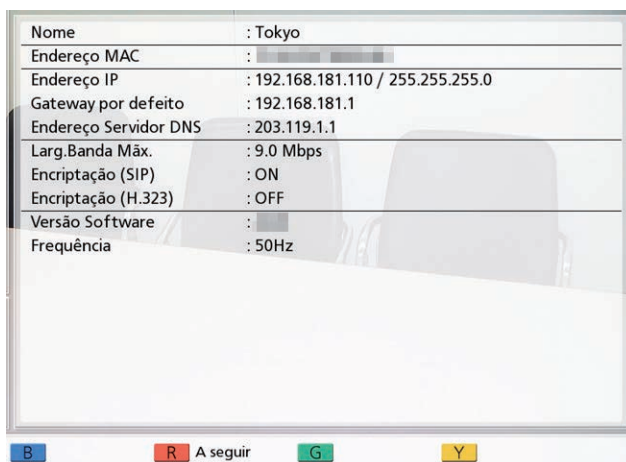 Nome : Tokyo
Endereço MAC :
Endereço IP : 192.168.181.110 / 255.255.255.0
Gateway por defeito : 192.168.181.1
Endereço Servidor DNS : 203.119.1.1
Larg.Banda Mãx. : 9.0 Mbps
Encriptação (SIP) : ON
Encriptação (H.323) : OFF
Versão Software :
Frequência : 50Hz
B R A seguir G Y